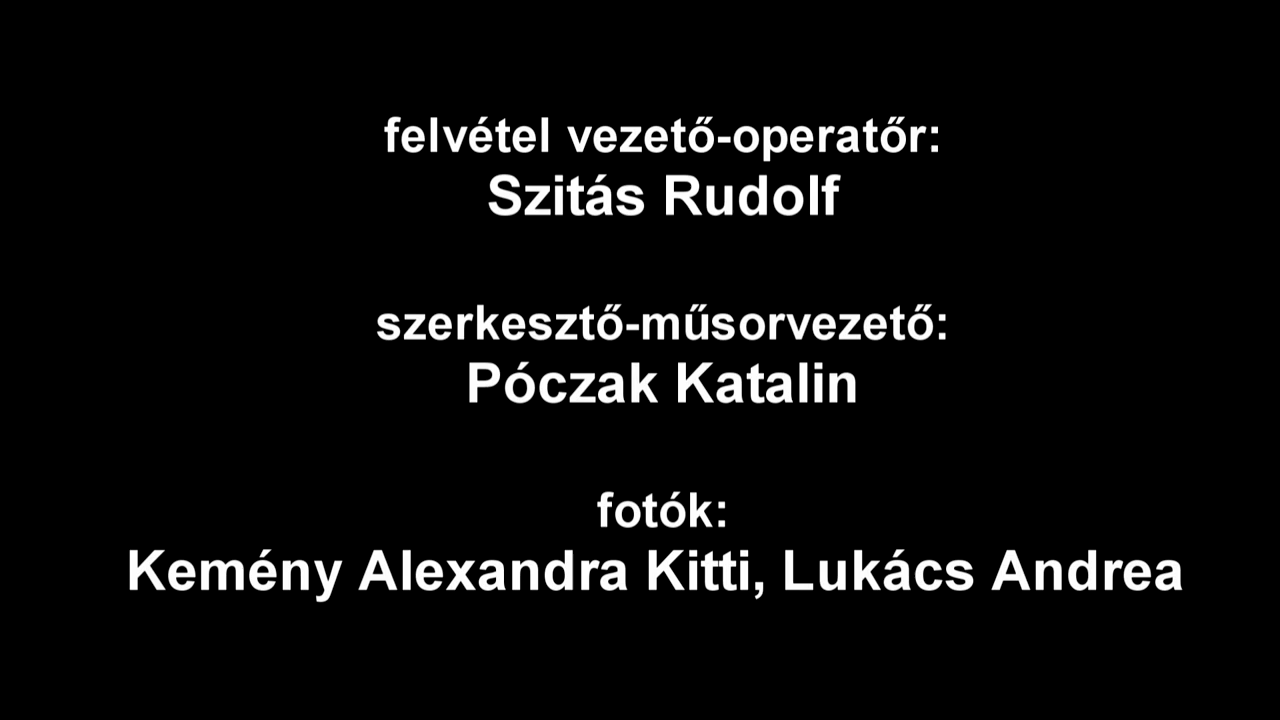 felvétel vezető-operatőr:
Szitás Rudolf
szerkesztő-műsorvezető:
Póczak Katalin
fotók:
Kemény Alexandra Kitti, Lukács Andrea